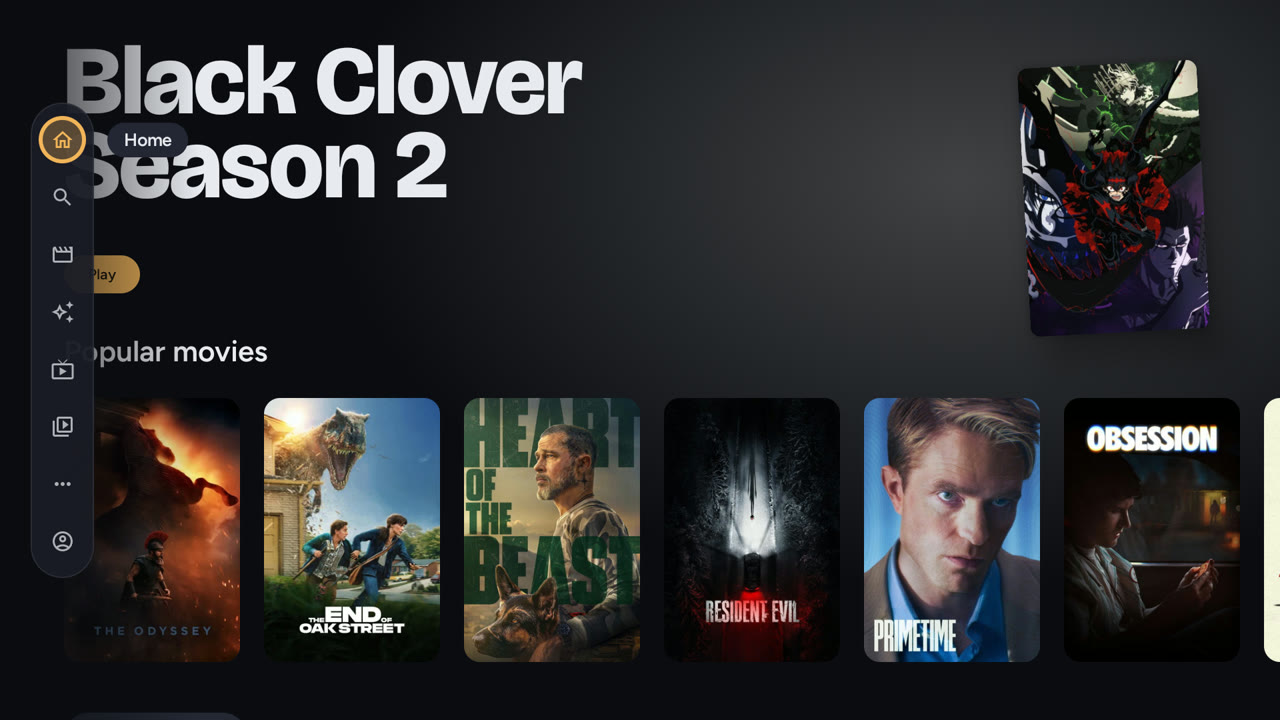 Black Clover
Season 2
Home
Play
Popular movies
THE ODYSSEY
THE END OF
OAK STREET
HEART
OF
THE
BEAST
RESIDENT EVIL
PRIMETIME
OBSESSION